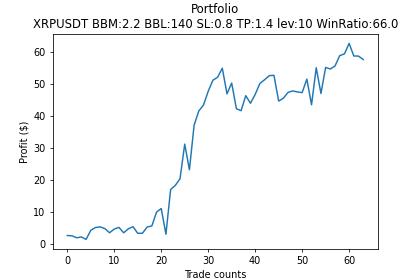 Portfolio
XRPUSDT BBM:2.2 BBL:140 SL:0.8 TP:1.4 lev:10 WinRatio:66.0
60
50
40
30
20
10
0
Profit ($)
0 10 20 30 40 50 60
Trade counts